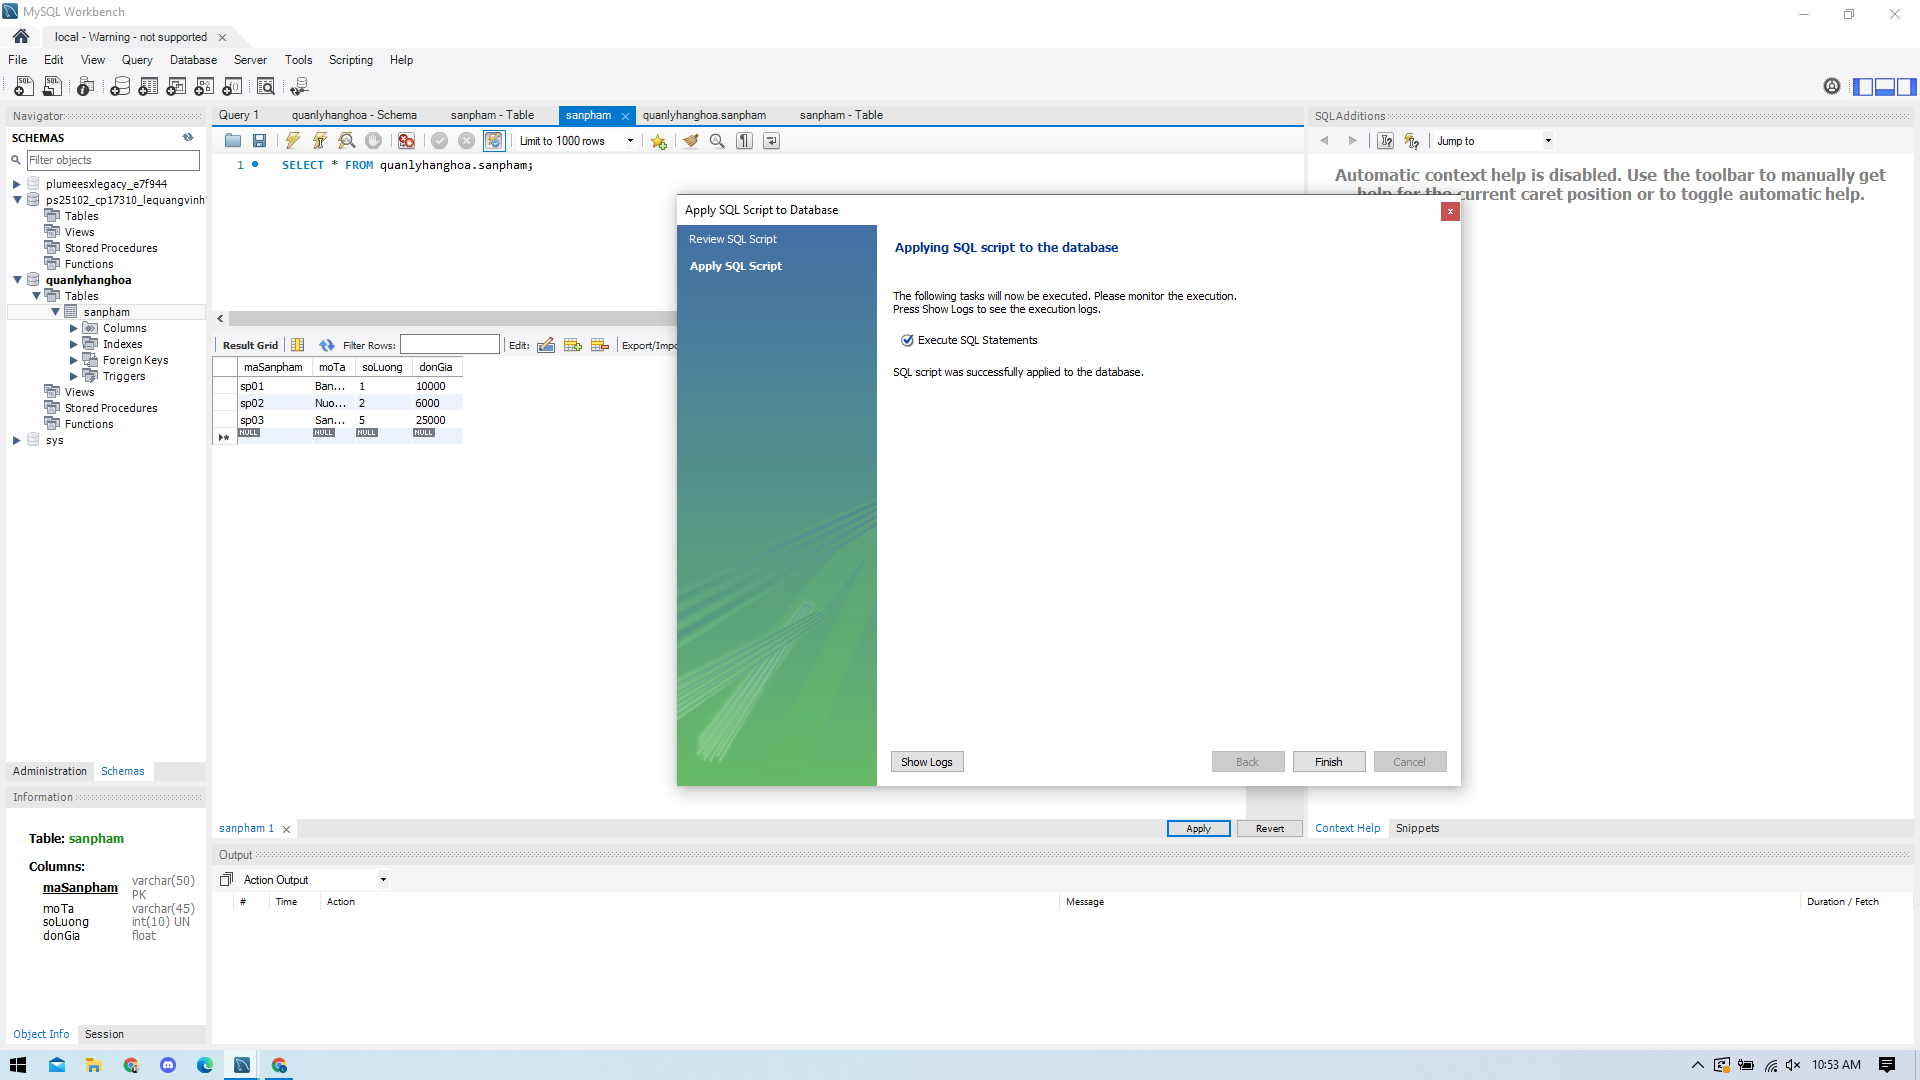 MySQL Workbench
local - Warning - not supported
File Edit View Query Database Server Tools Scripting Help
Navigator
SCHEMAS
Filter objects
plumeesxlegacy_e7f944
ps25102_cp17310_lequangvinh
Tables
Views
Stored Procedures
Functions
quanlyhanghoa
Tables
sanpham
Columns
Indexes
Foreign Keys
Triggers
Views
Stored Procedures
Functions
sys
Administration Schemas
Information
Table: sanpham
Columns:
maSanpham varchar(50) PK
moTa varchar(45)
soLuong int(10) UN
donGia float
Object Info Session
Query 1 quanlyhanghoa - Schema sanpham - Table sanpham quanlyhanghoa.sanpham sanpham - Table
Limit to 1000 rows
1 SELECT * FROM quanlyhanghoa.sanpham;
Result Grid Filter Rows: Edit: Export/Impo
maSanpham moTa soLuong donGia
sp01 Ban... 1 10000
sp02 Nuo... 2 6000
sp03 San... 5 25000
NULL NULL NULL NULL
sanpham 1
Apply Revert
Apply SQL Script to Database
x
Review SQL Script
Apply SQL Script
Applying SQL script to the database
The following tasks will now be executed. Please monitor the execution.
Press Show Logs to see the execution logs.
Execute SQL Statements
SQL script was successfully applied to the database.
Show Logs Back Finish Cancel
SQLAdditions
Jump to
Automatic context help is disabled. Use the toolbar to manually get
help for the current caret position or to toggle automatic help.
Context Help Snippets
Output
Action Output
# Time Action Message Duration / Fetch
10:53 AM